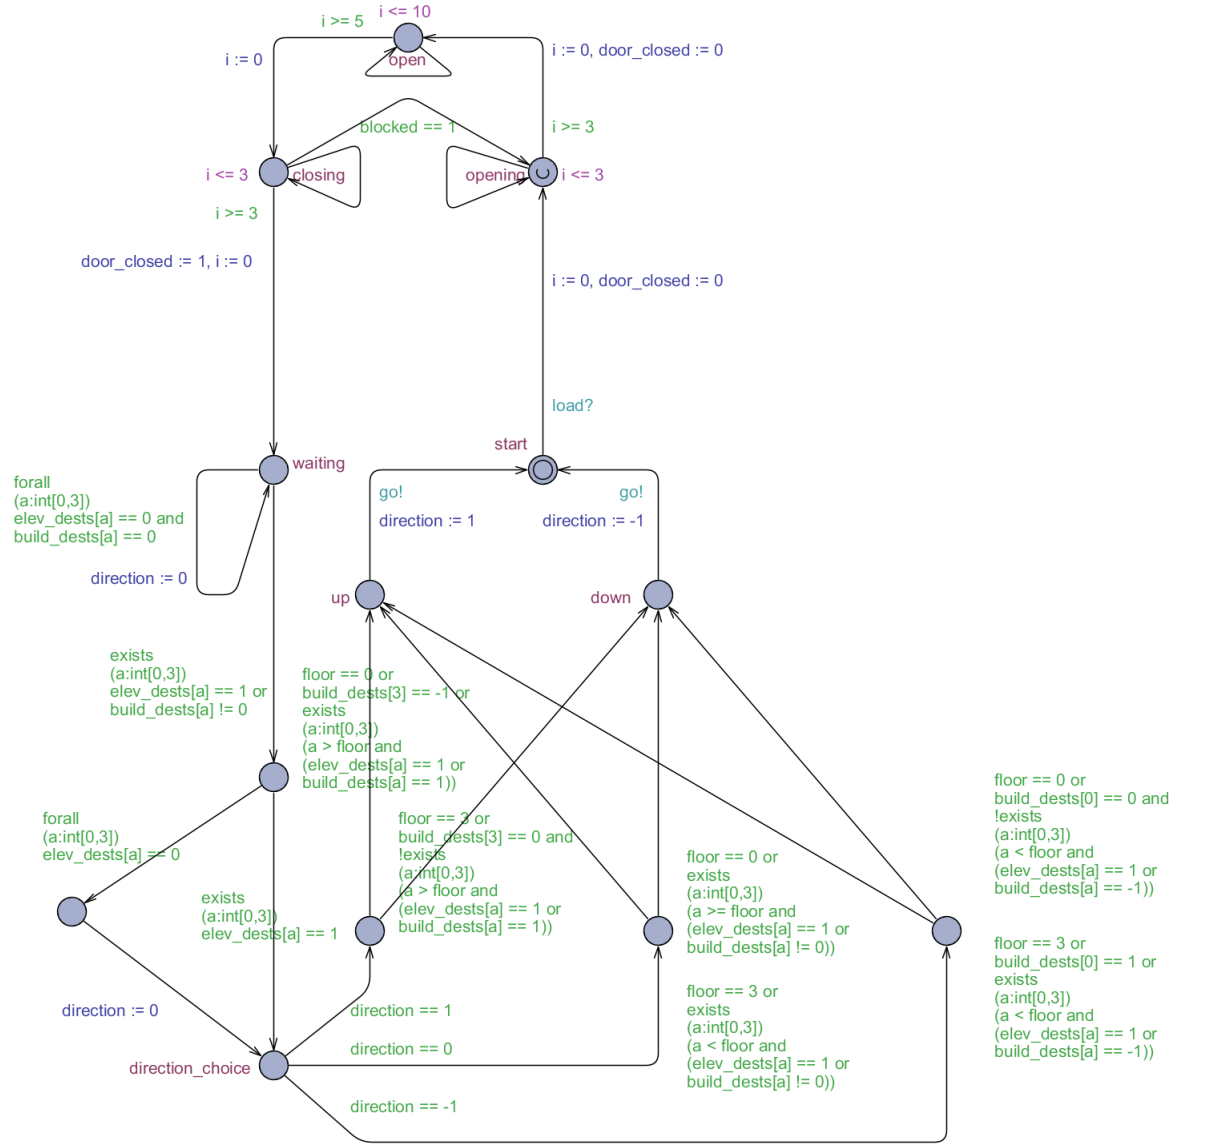 i <= 10
i >= 5
i := 0
open
i := 0, door_closed := 0
blocked == 1
i >= 3
i <= 3
closing
opening
i <= 3
i >= 3
door_closed := 1, i := 0
i := 0, door_closed := 0
load?
start
waiting
forall
(a:int[0,3])
elev_dests[a] == 0 and
build_dests[a] == 0
direction := 0
go!
direction := 1
go!
direction := -1
up
down
exists
(a:int[0,3])
elev_dests[a] == 1 or
build_dests[a] != 0
floor == 0 or
build_dests[3] == -1 or
exists
(a:int[0,3])
(a > floor and
(elev_dests[a] == 1 or
build_dests[a] == 1))
forall
(a:int[0,3])
elev_dests[a] == 0
floor == 3 or
build_dests[3] == 0 and
!exists
(a:int[0,3])
(a > floor and
(elev_dests[a] == 1 or
build_dests[a] == 1))
exists
(a:int[0,3])
elev_dests[a] == 1
floor == 0 or
exists
(a:int[0,3])
(a >= floor and
(elev_dests[a] == 1 or
build_dests[a] != 0))
floor == 0 or
build_dests[0] == 0 and
!exists
(a:int[0,3])
(a < floor and
(elev_dests[a] == 1 or
build_dests[a] == -1))
floor == 3 or
exists
(a:int[0,3])
(a < floor and
(elev_dests[a] == 1 or
build_dests[a] != 0))
floor == 3 or
build_dests[0] == 1 or
exists
(a:int[0,3])
(a < floor and
(elev_dests[a] == 1 or
build_dests[a] == -1))
direction := 0
direction == 1
direction == 0
direction_choice
direction == -1